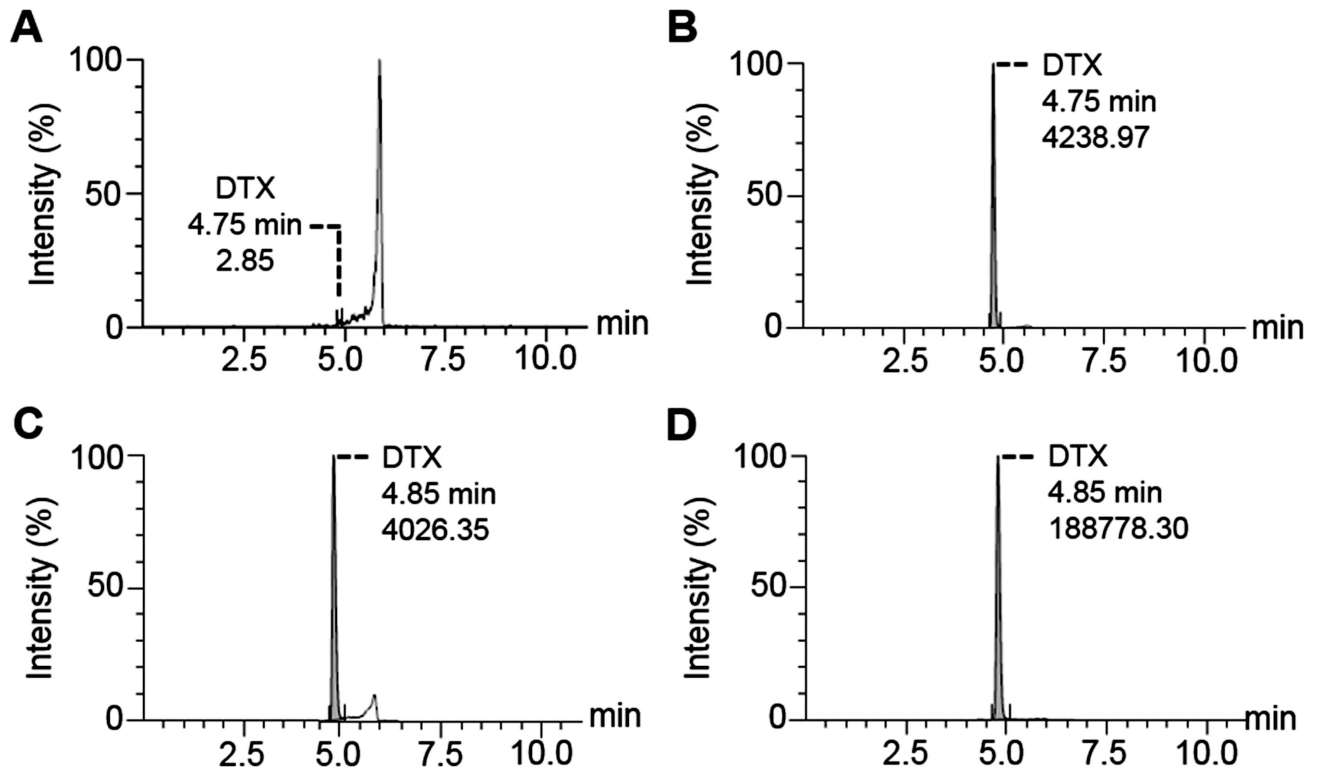 A
Intensity (%)
100
50
0
DTX
4.75 min
2.85
2.5 5.0 7.5 10.0
min
B
Intensity (%)
100
50
0
DTX
4.75 min
4238.97
2.5 5.0 7.5 10.0
min
C
Intensity (%)
100
50
0
DTX
4.85 min
4026.35
2.5 5.0 7.5 10.0
min
D
Intensity (%)
100
50
0
DTX
4.85 min
188778.30
2.5 5.0 7.5 10.0
min